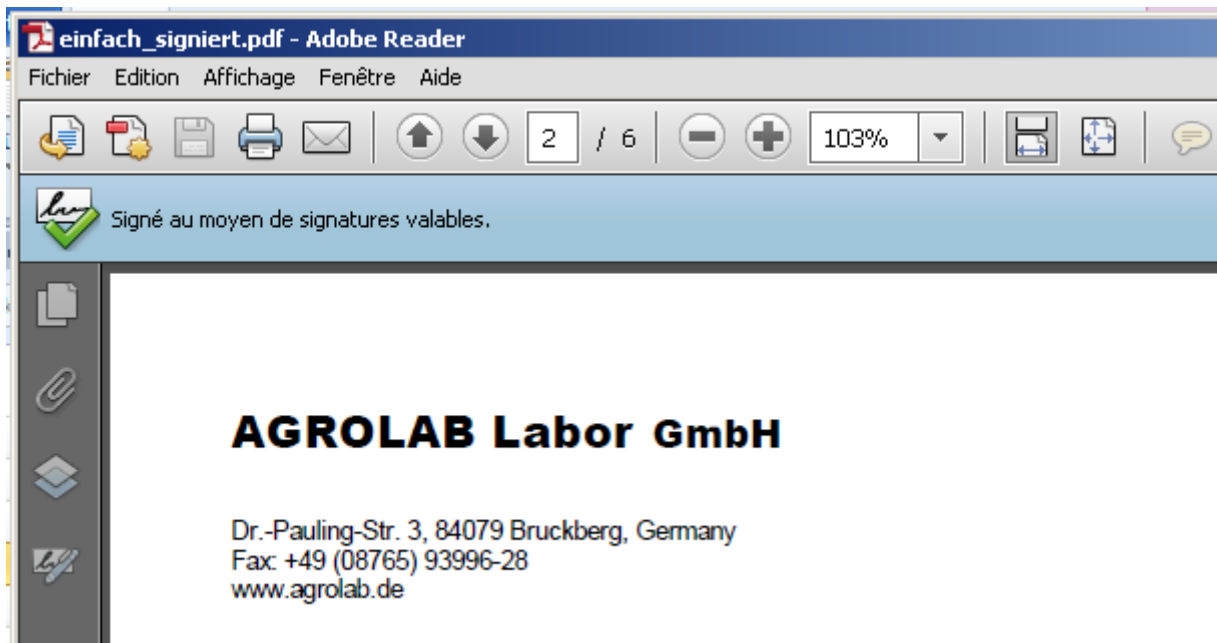 einfach_signiert.pdf - Adobe Reader
Fichier Edition Affichage Fenêtre Aide
2 / 6 103%
Signé au moyen de signatures valables.
AGROLAB Labor GmbH
Dr.-Pauling-Str. 3, 84079 Bruckberg, Germany
Fax: +49 (08765) 93996-28
www.agrolab.de